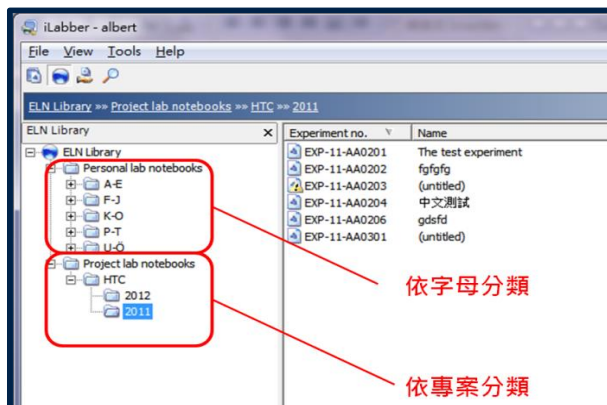 iLabber - albert
File View Tools Help
ELN Library »» Project lab notebooks »» HTC »» 2011
ELN Library
ELN Library
Personal lab notebooks
A-E
F-J
K-O
P-T
U-Ö
Project lab notebooks
HTC
2012
2011
Experiment no. Name
EXP-11-AA0201 The test experiment
EXP-11-AA0202 fgfgfg
EXP-11-AA0203 (untitled)
EXP-11-AA0204 中文測試
EXP-11-AA0206 gdsfd
EXP-11-AA0301 (untitled)
依字母分類
依專案分類